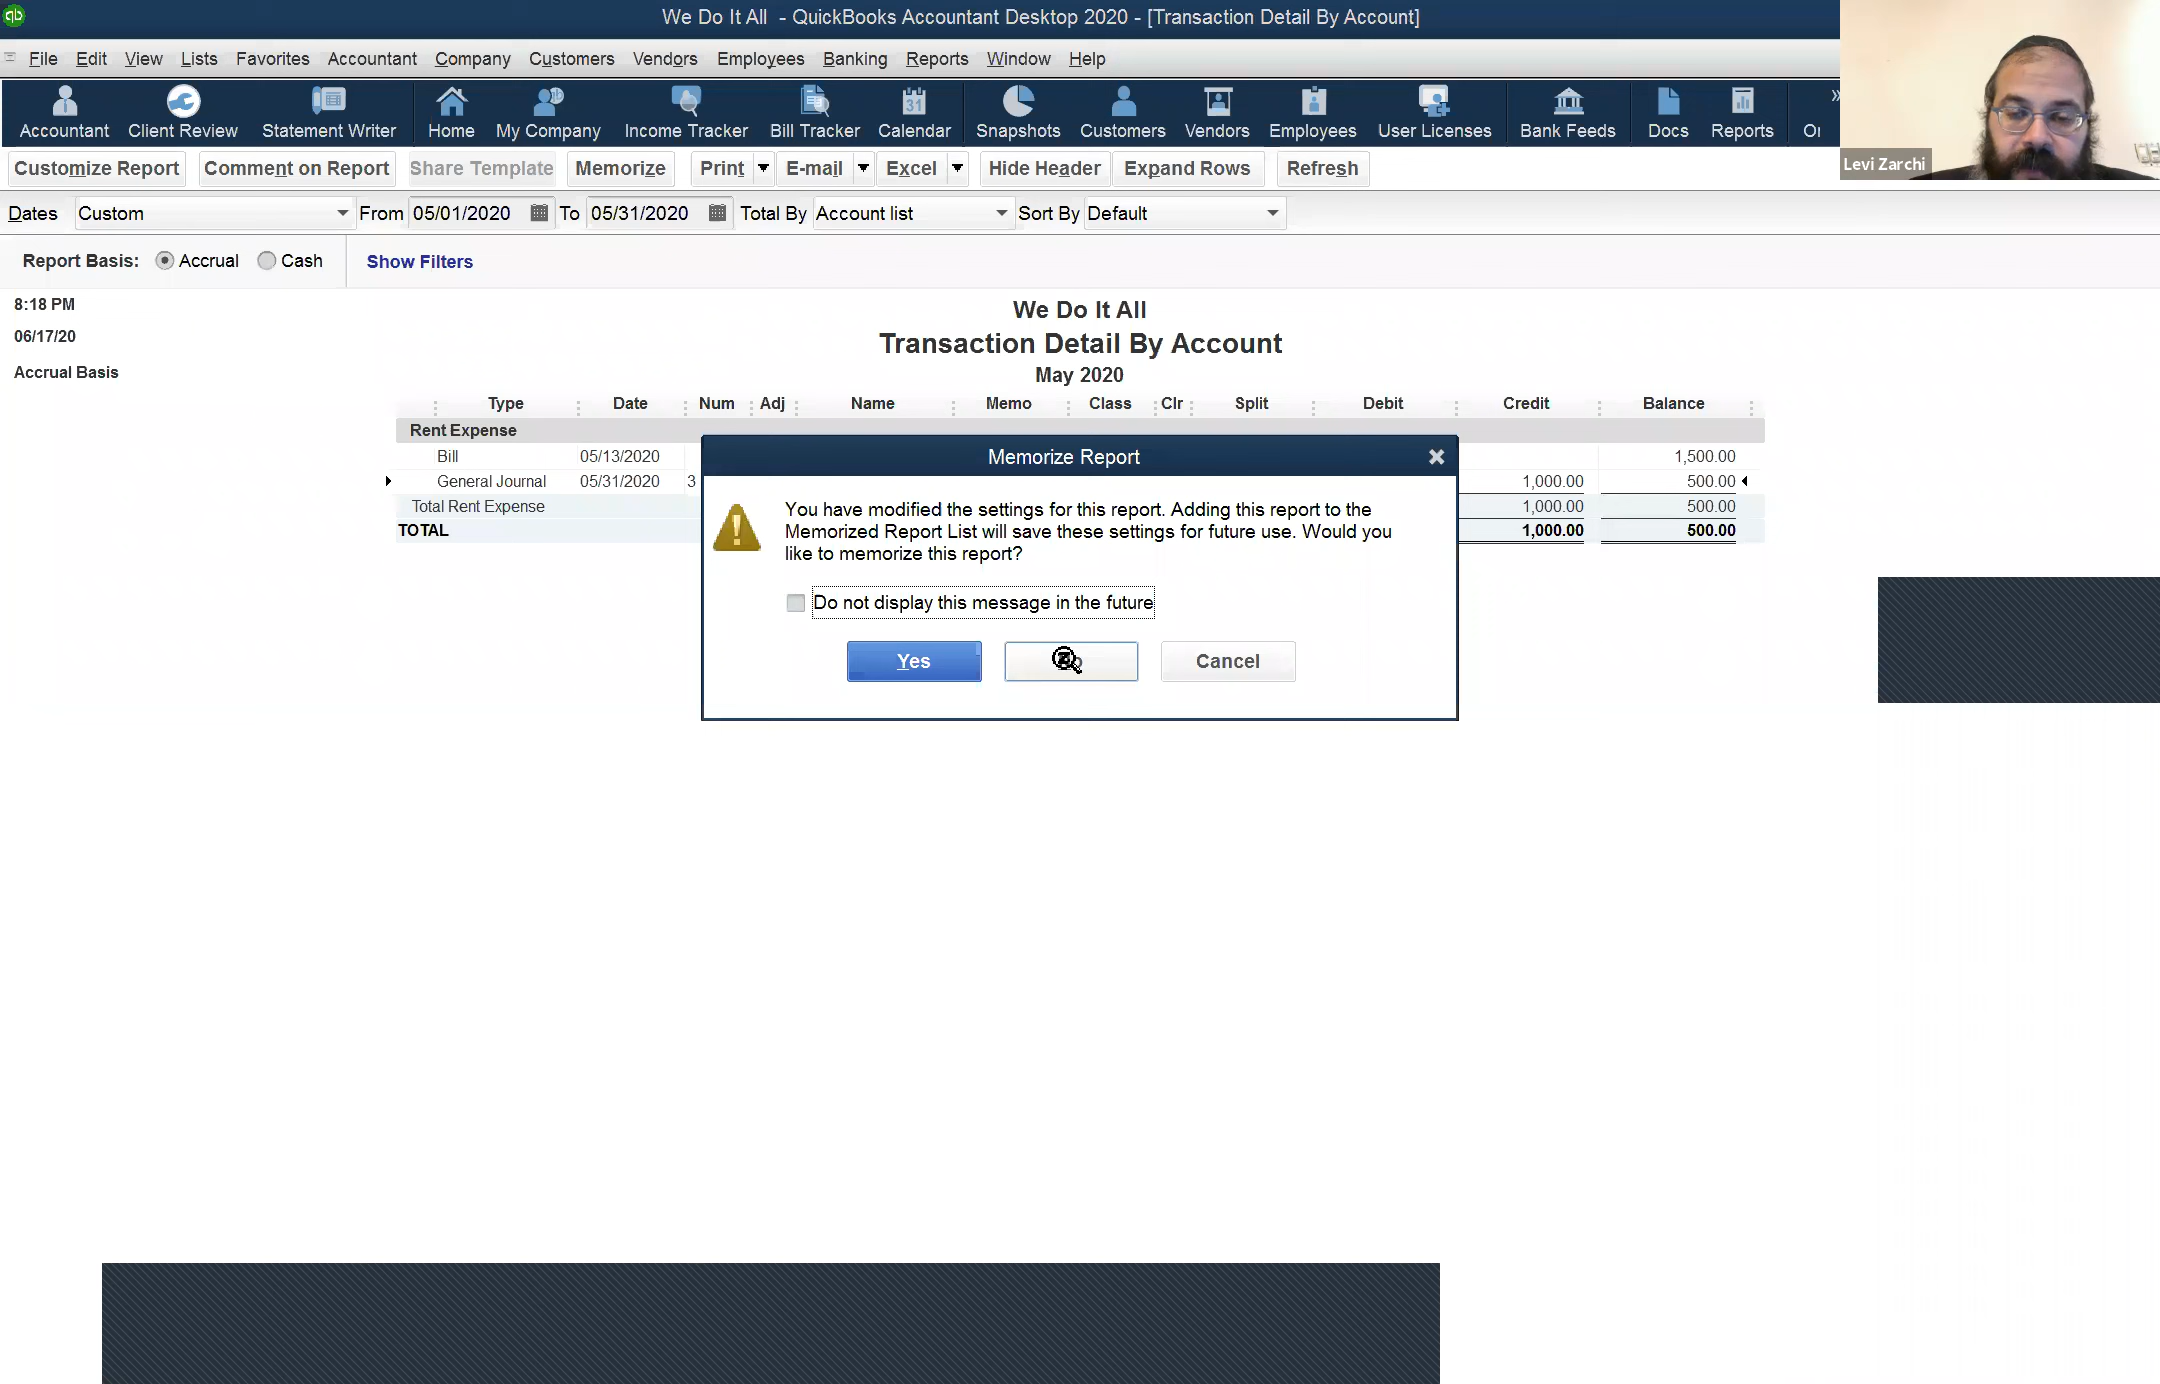 We Do It All - QuickBooks Accountant Desktop 2020 - [Transaction Detail By Account]
File Edit View Lists Favorites Accountant Company Customers Vendors Employees Banking Reports Window Help
Accountant Client Review Statement Writer Home My Company Income Tracker Bill Tracker Calendar Snapshots Customers Vendors Employees User Licenses Bank Feeds Docs Reports
Levi Zarchi
Customize Report Comment on Report Share Template Memorize Print E-mail Excel Hide Header Expand Rows Refresh
Dates Custom From 05/01/2020 To 05/31/2020 Total By Account list Sort By Default
Report Basis: Accrual Cash Show Filters
8:18 PM
06/17/20
Accrual Basis
We Do It All
Transaction Detail By Account
May 2020
Type Date Num Adj Name Memo Class Clr Split Debit Credit Balance
Rent Expense
Bill 05/13/2020 1,500.00
General Journal 05/31/2020 3 1,000.00 500.00
Total Rent Expense 1,000.00 500.00
TOTAL 1,000.00 500.00
Memorize Report
You have modified the settings for this report. Adding this report to the
Memorized Report List will save these settings for future use. Would you
like to memorize this report?
Do not display this message in the future
Yes Cancel